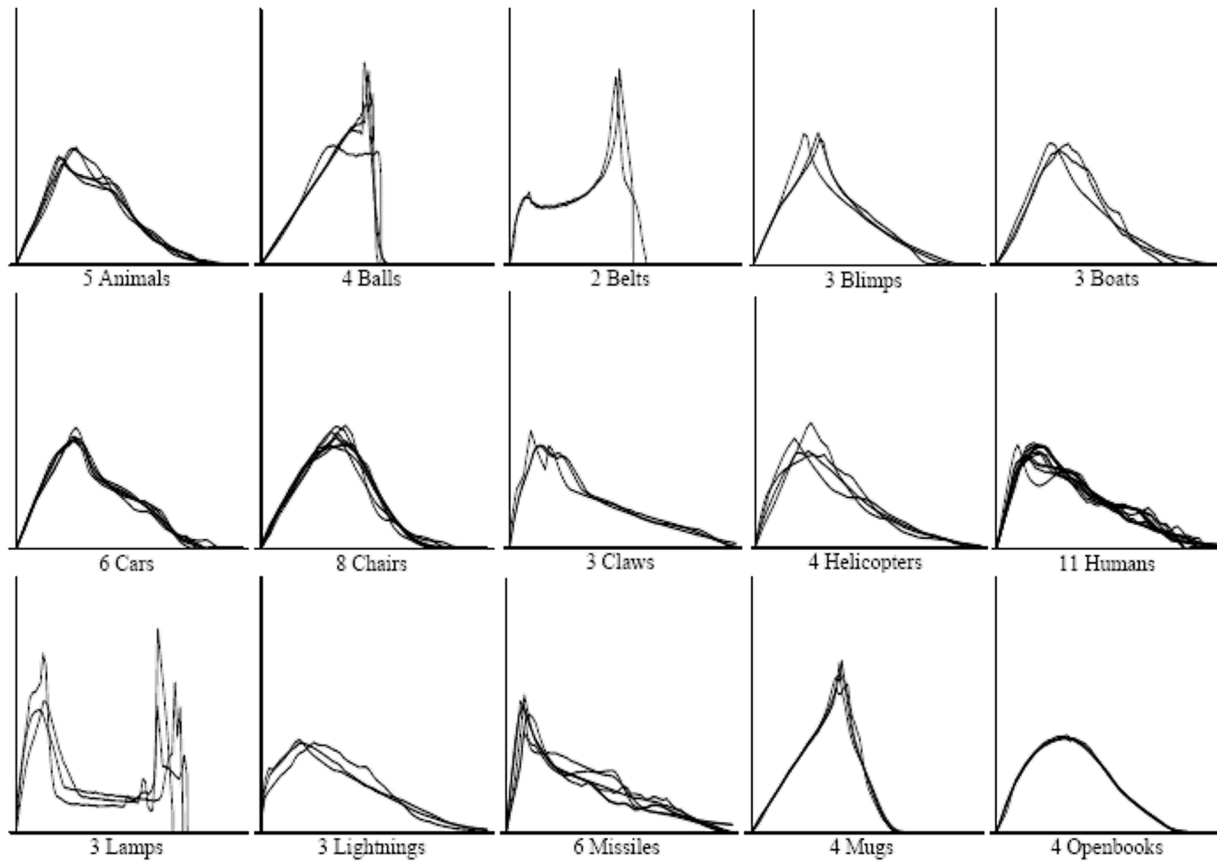 5 Animals
4 Balls
2 Belts
3 Blimps
3 Boats
6 Cars
8 Chairs
3 Claws
4 Helicopters
11 Humans
3 Lamps
3 Lightnings
6 Missiles
4 Mugs
4 Openbooks